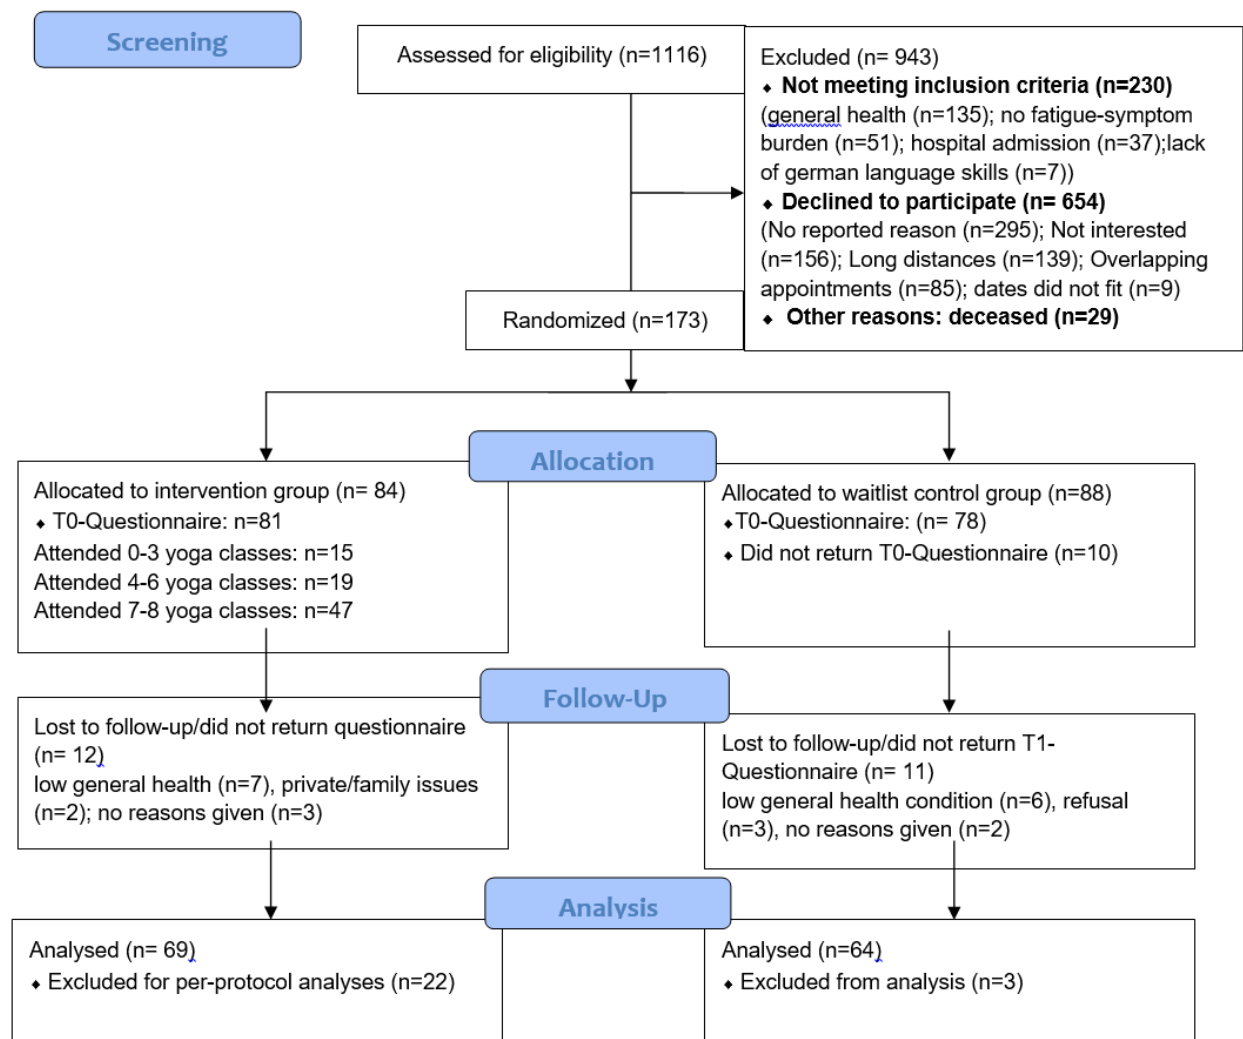 Screening
Assessed for eligibility (n=1116)
Excluded (n= 943)
⬥ Not meeting inclusion criteria (n=230)
(general health (n=135); no fatigue-symptom
burden (n=51); hospital admission (n=37);lack
of german language skills (n=7))
⬥ Declined to participate (n= 654)
(No reported reason (n=295); Not interested
(n=156); Long distances (n=139); Overlapping
appointments (n=85); dates did not fit (n=9)
⬥ Other reasons: deceased (n=29)
Randomized (n=173)
Allocation
Allocated to intervention group (n= 84)
⬥ T0-Questionnaire: n=81
Attended 0-3 yoga classes: n=15
Attended 4-6 yoga classes: n=19
Attended 7-8 yoga classes: n=47
Allocated to waitlist control group (n=88)
⬥T0-Questionnaire: (n= 78)
⬥ Did not return T0-Questionnaire (n=10)
Follow-Up
Lost to follow-up/did not return questionnaire
(n= 12)
low general health (n=7), private/family issues
(n=2); no reasons given (n=3)
Lost to follow-up/did not return T1-
Questionnaire (n= 11)
low general health condition (n=6), refusal
(n=3), no reasons given (n=2)
Analysis
Analysed (n= 69)
⬥ Excluded for per-protocol analyses (n=22)
Analysed (n=64)
⬥ Excluded from analysis (n=3)